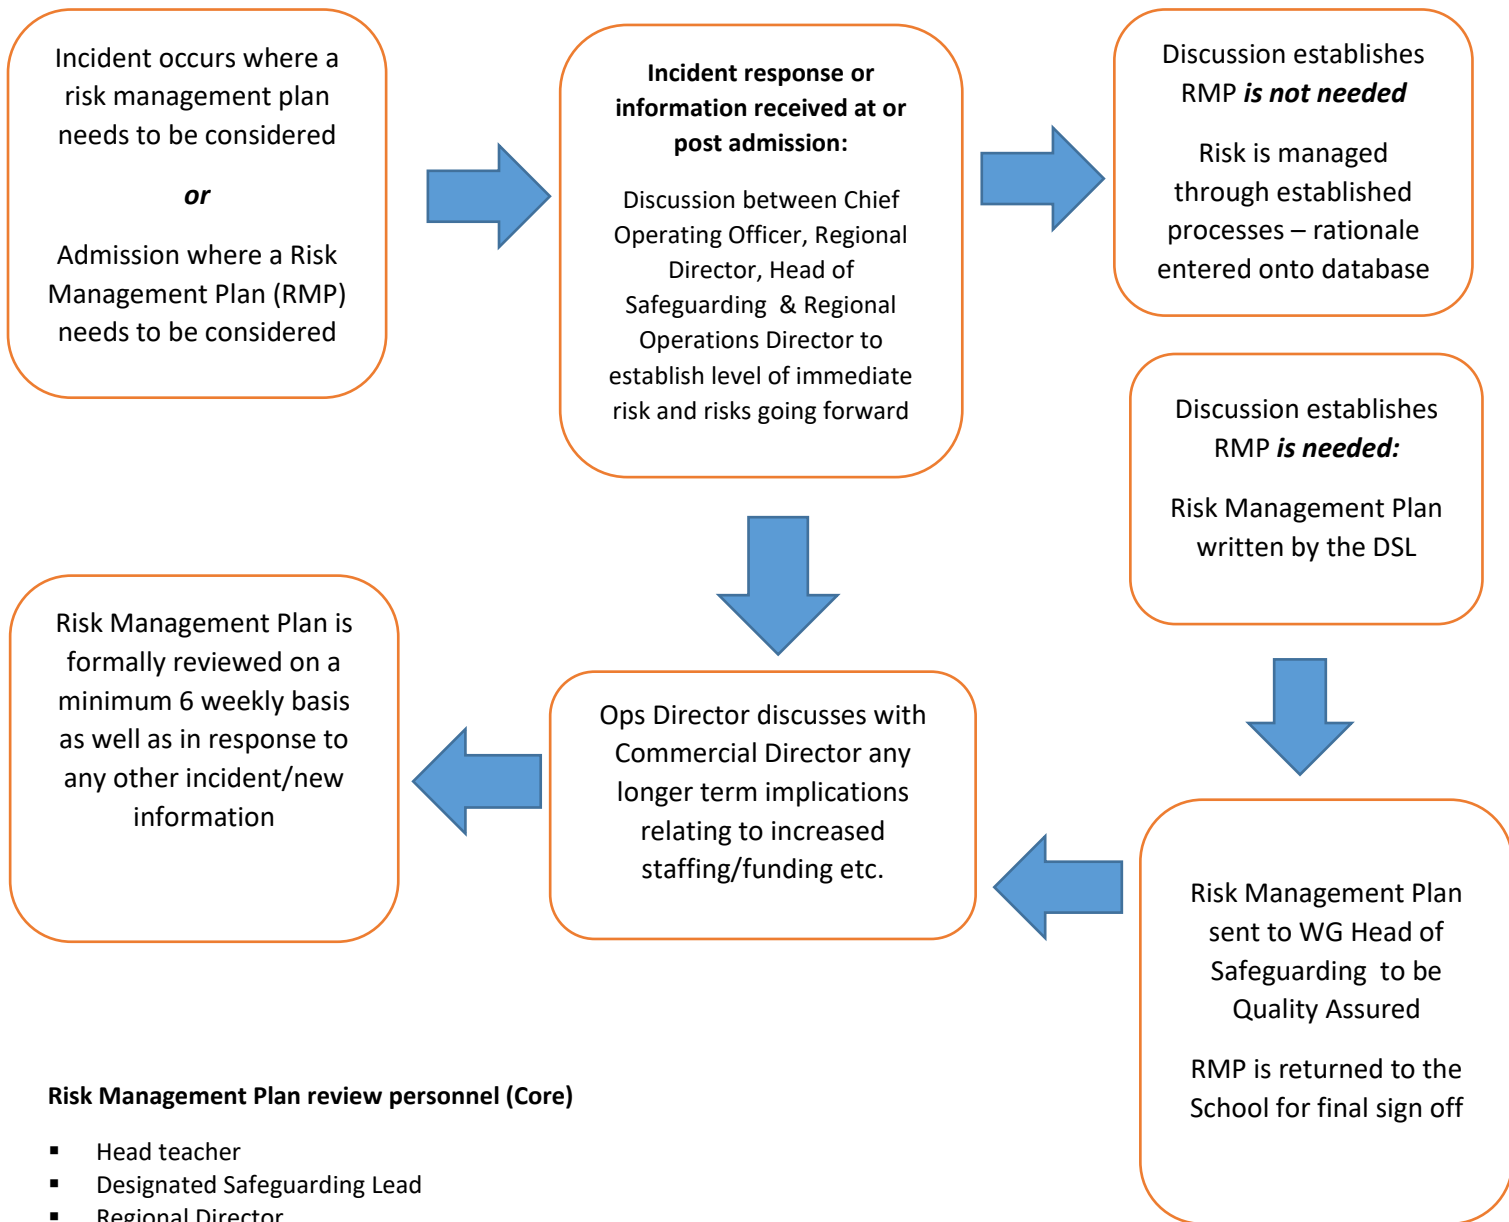 Incident occurs where a
risk management plan
needs to be considered
or
Admission where a Risk
Management Plan (RMP)
needs to be considered
Incident response or
information received at or
post admission:
Discussion between Chief
Operating Officer, Regional
Director, Head of
Safeguarding & Regional
Operations Director to
establish level of immediate
risk and risks going forward
Discussion establishes
RMP is not needed
Risk is managed
through established
processes – rationale
entered onto database
Discussion establishes
RMP is needed:
Risk Management Plan
written by the DSL
Risk Management Plan
sent to WG Head of
Safeguarding to be
Quality Assured
RMP is returned to the
School for final sign off
Ops Director discusses with
Commercial Director any
longer term implications
relating to increased
staffing/funding etc.
Risk Management Plan is
formally reviewed on a
minimum 6 weekly basis
as well as in response to
any other incident/new
information
Risk Management Plan review personnel (Core)
▪ Head teacher
▪ Designated Safeguarding Lead
▪ Regional Director